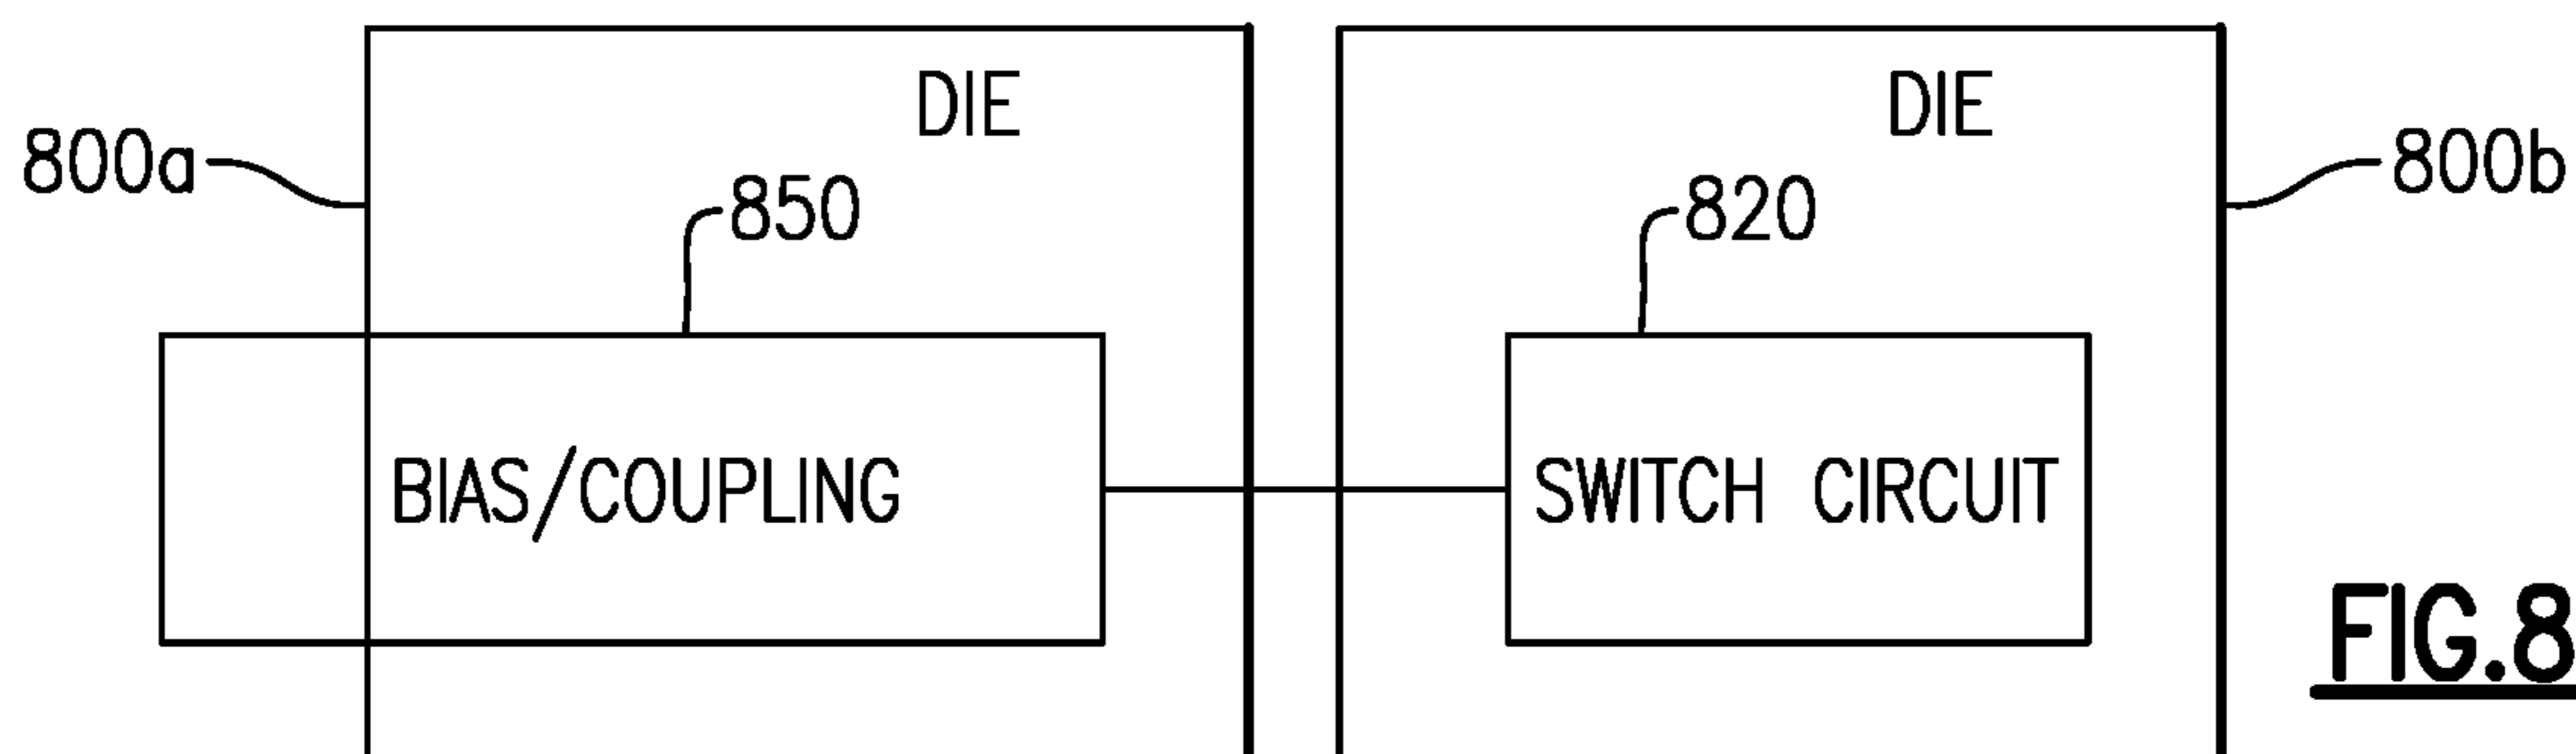 DIE
DIE
800a
800b
850
820
BIAS/COUPLING
SWITCH CIRCUIT
FIG.8